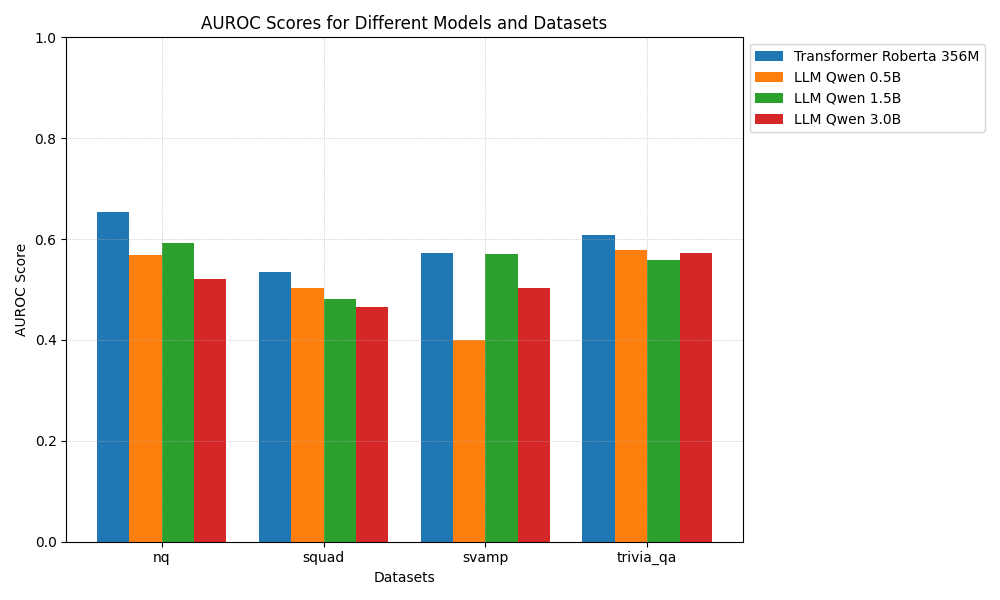 AUROC Scores for Different Models and Datasets
1.0
0.8
0.6
0.4
0.2
0.0
AUROC Score
nq squad svamp trivia_qa
Datasets
Transformer Roberta 356M
LLM Qwen 0.5B
LLM Qwen 1.5B
LLM Qwen 3.0B